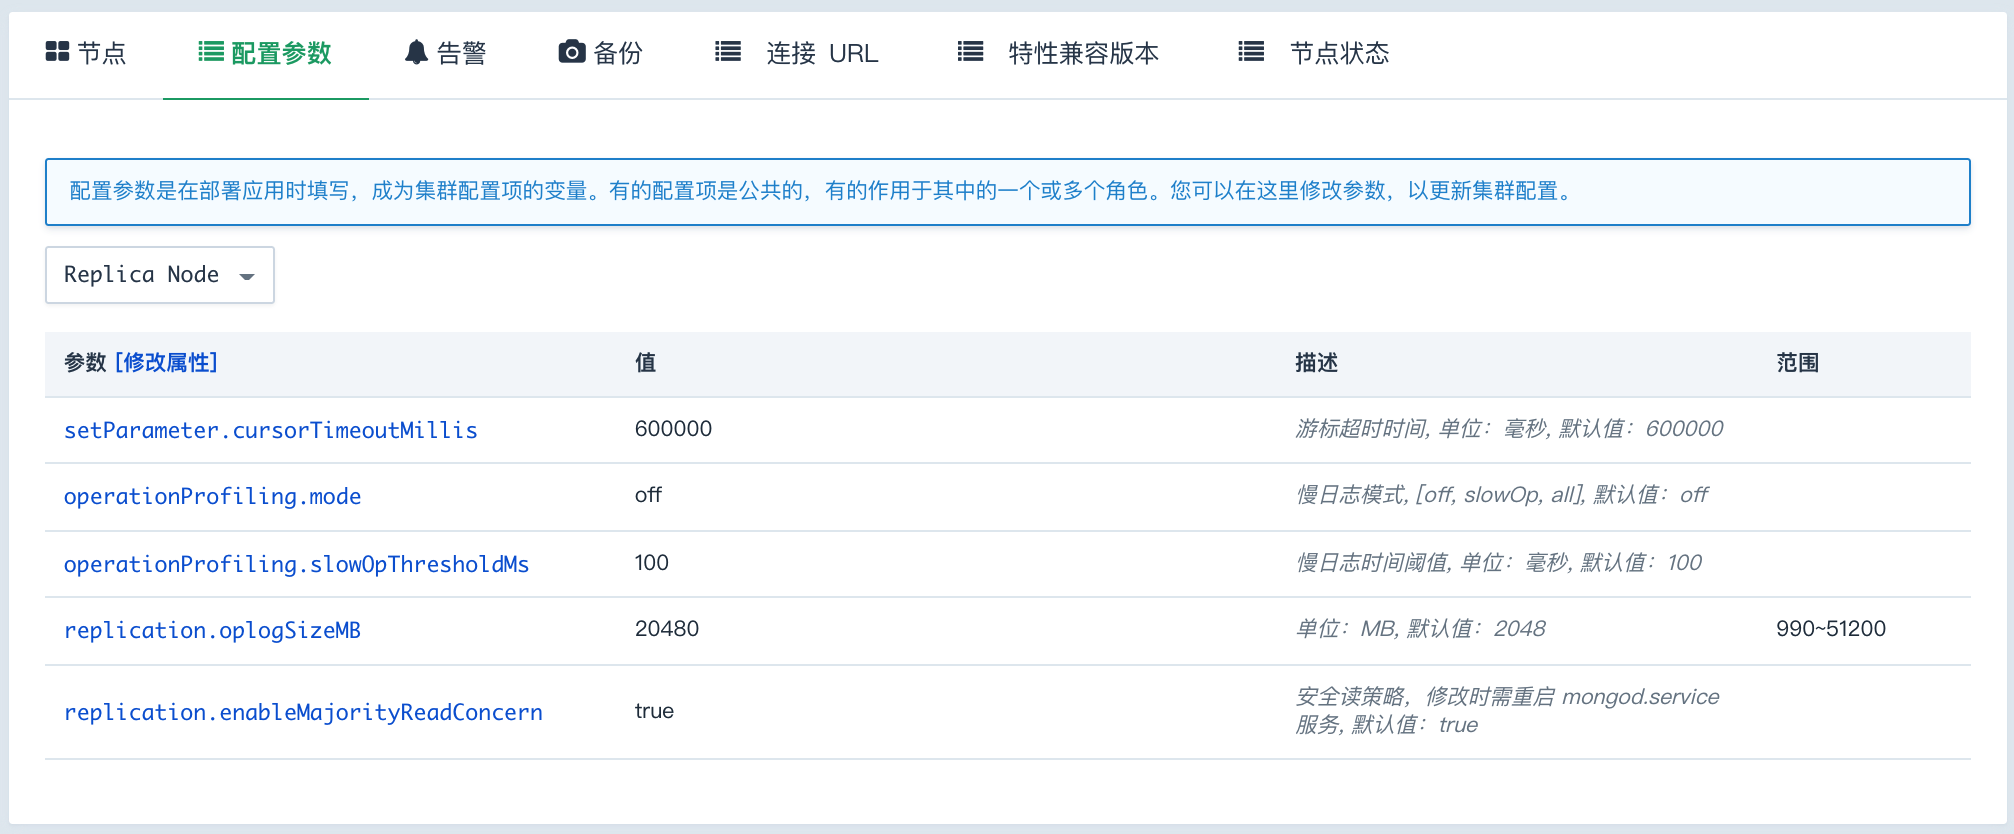 节点 配置参数 告警 备份 连接 URL 特性兼容版本 节点状态
配置参数是在部署应用时填写，成为集群配置项的变量。有的配置项是公共的，有的作用于其中的一个或多个角色。您可以在这里修改参数，以更新集群配置。
Replica Node
参数 [修改属性] 值 描述 范围
setParameter.cursorTimeoutMillis 600000 游标超时时间, 单位：毫秒, 默认值：600000
operationProfiling.mode off 慢日志模式, [off, slowOp, all], 默认值：off
operationProfiling.slowOpThresholdMs 100 慢日志时间阈值, 单位：毫秒, 默认值：100
replication.oplogSizeMB 20480 单位：MB, 默认值：2048 990~51200
replication.enableMajorityReadConcern true 安全读策略，修改时需重启 mongod.service
服务, 默认值：true